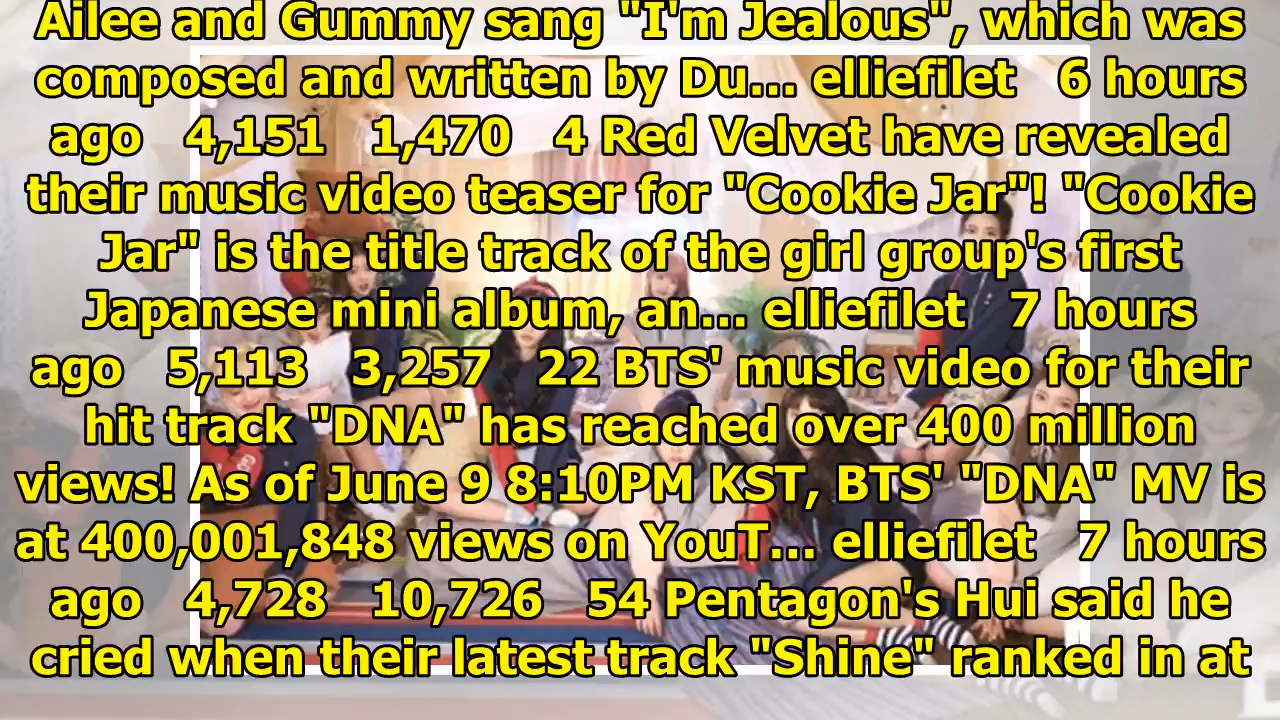 Ailee and Gummy sang "I'm Jealous", which was
composed and written by Du... elliefilet 6 hours
ago 4,151 1,470 4 Red Velvet have revealed
their music video teaser for "Cookie Jar"! "Cookie
Jar" is the title track of the girl group's first
Japanese mini album, an... elliefilet 7 hours
ago 5,113 3,257 22 BTS' music video for their
hit track "DNA" has reached over 400 million
views! As of June 9 8:10PM KST, BTS' "DNA" MV is
at 400,001,848 views on YouT... elliefilet 7 hours
ago 4,728 10,726 54 Pentagon's Hui said he
cried when their latest track "Shine" ranked in at